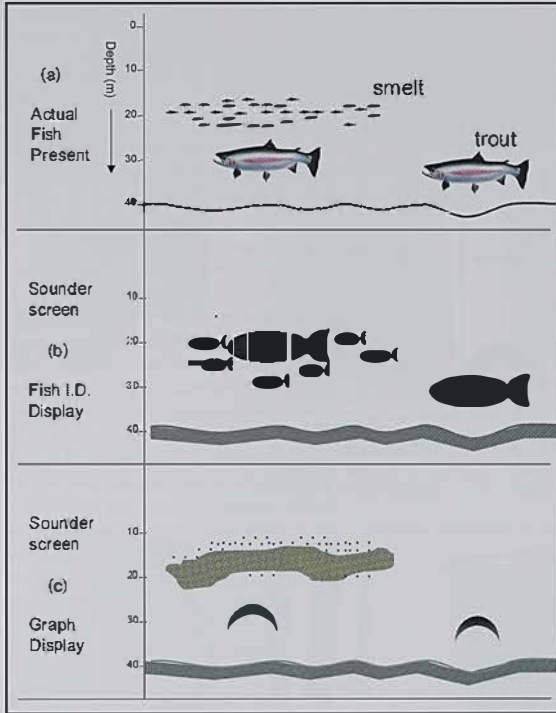 0
Depth (m)
(a)
10
smelt
20
Actual
Fish
Present
trout
30
40
Sounder
screen
10
20
(b)
30
Fish I.D.
Display
40
Sounder
screen
10
(c)
20
Graph
Display
30
40